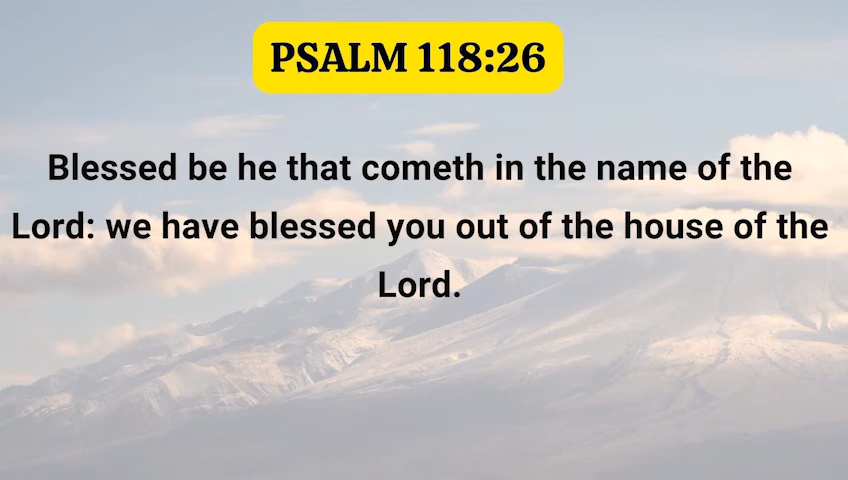 PSALM 118:26
Blessed be he that cometh in the name of the
Lord: we have blessed you out of the house of the
Lord.